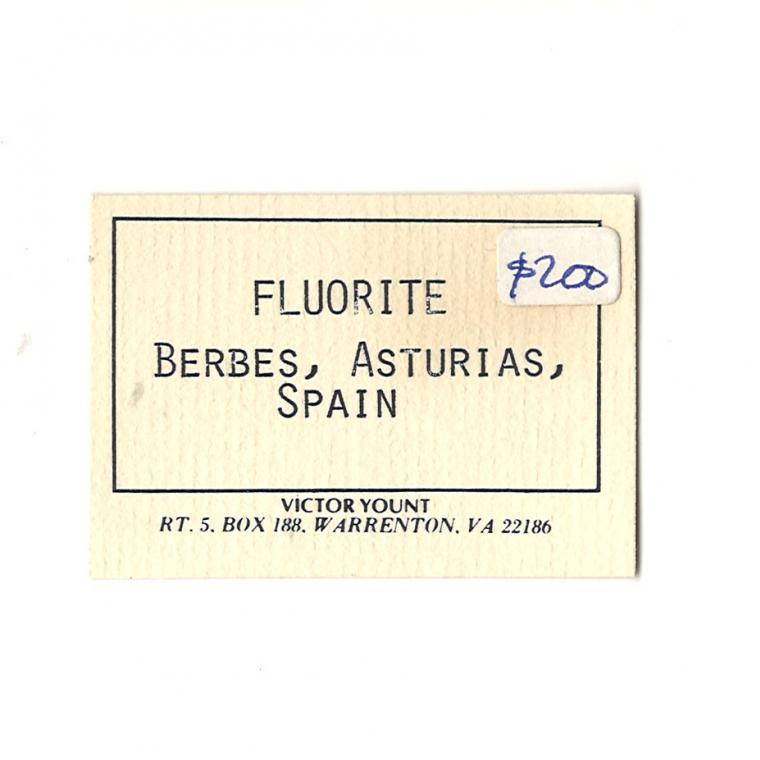 $200
FLUORITE
BERBES, ASTURIAS,
SPAIN
VICTOR YOUNT
RT. 5, BOX 188, WARRENTON, VA 22186